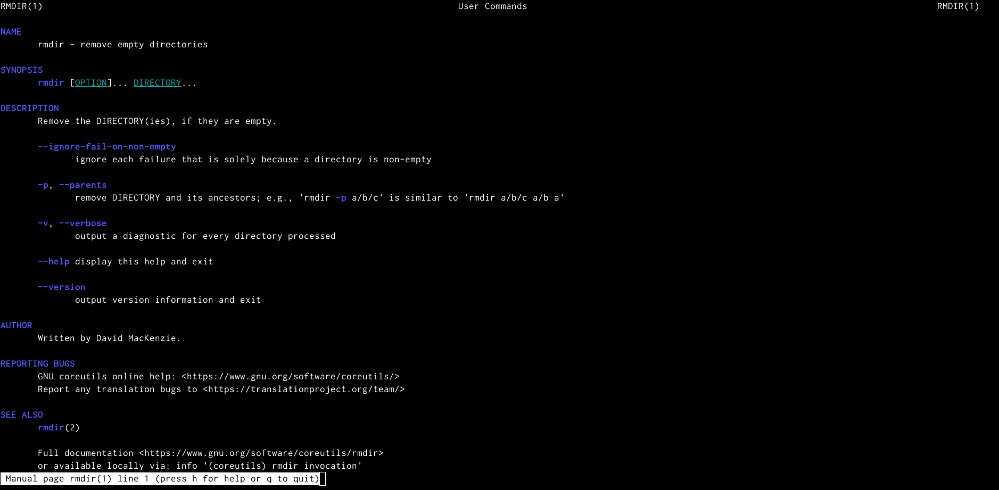 RMDIR(1) User Commands RMDIR(1)
NAME
rmdir - remove empty directories
SYNOPSIS
rmdir [OPTION]... DIRECTORY...
DESCRIPTION
Remove the DIRECTORY(ies), if they are empty.
--ignore-fail-on-non-empty
ignore each failure that is solely because a directory is non-empty
-p, --parents
remove DIRECTORY and its ancestors; e.g., 'rmdir -p a/b/c' is similar to 'rmdir a/b/c a/b a'
-v, --verbose
output a diagnostic for every directory processed
--help display this help and exit
--version
output version information and exit
AUTHOR
Written by David MacKenzie.
REPORTING BUGS
GNU coreutils online help: <https://www.gnu.org/software/coreutils/>
Report any translation bugs to <https://translationproject.org/team/>
SEE ALSO
rmdir(2)
Full documentation <https://www.gnu.org/software/coreutils/rmdir>
or available locally via: info '(coreutils) rmdir invocation'
Manual page rmdir(1) line 1 (press h for help or q to quit)